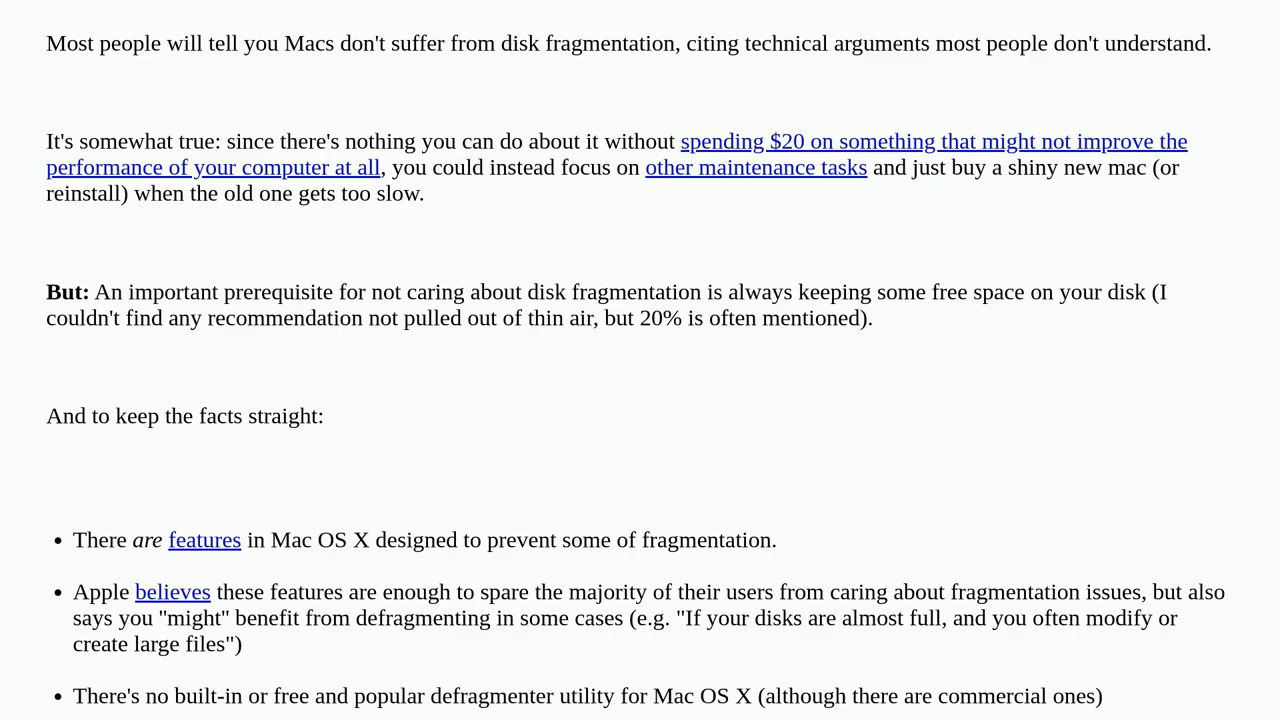 Most people will tell you Macs don't suffer from disk fragmentation, citing technical arguments most people don't understand.
It's somewhat true: since there's nothing you can do about it without spending $20 on something that might not improve the
performance of your computer at all, you could instead focus on other maintenance tasks and just buy a shiny new mac (or
reinstall) when the old one gets too slow.
But: An important prerequisite for not caring about disk fragmentation is always keeping some free space on your disk (I
couldn't find any recommendation not pulled out of thin air, but 20% is often mentioned).
And to keep the facts straight:
• There are features in Mac OS X designed to prevent some of fragmentation.
• Apple believes these features are enough to spare the majority of their users from caring about fragmentation issues, but also
says you "might" benefit from defragmenting in some cases (e.g. "If your disks are almost full, and you often modify or
create large files")
• There's no built-in or free and popular defragmenter utility for Mac OS X (although there are commercial ones)